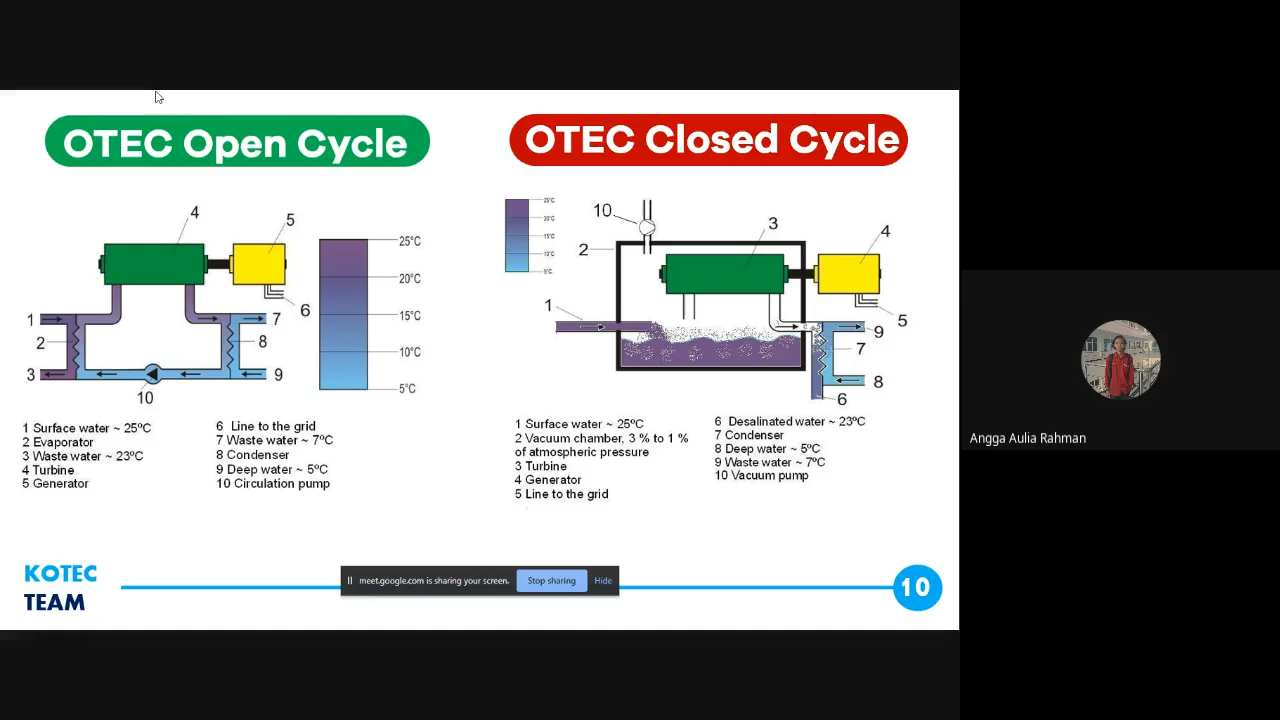 OTEC Open Cycle
4
5
25°C
20°C
15°C
10°C
5°C
6
1
7
2
8
3
9
10
1 Surface water ~ 25ºC
2 Evaporator
3 Waste water ~ 23ºC
4 Turbine
5 Generator
6 Line to the grid
7 Waste water ~ 7ºC
8 Condenser
9 Deep water ~ 5ºC
10 Circulation pump
OTEC Closed Cycle
25°C
20°C
15°C
10°C
5°C
10
2
3
4
1
5
9
7
8
6
1 Surface water ~ 25ºC
2 Vacuum chamber, 3 % to 1 %
of atmospheric pressure
3 Turbine
4 Generator
5 Line to the grid
6 Desalinated water ~ 23ºC
7 Condenser
8 Deep water ~ 5ºC
9 Waste water ~ 7ºC
10 Vacuum pump
KOTEC
TEAM
meet.google.com is sharing your screen.
Stop sharing
Hide
10
Angga Aulia Rahman